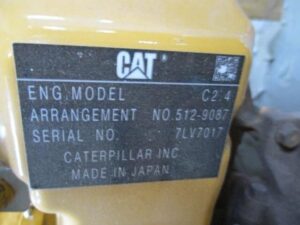 CAT
ENG.MODEL C2.4
ARRANGEMENT NO.512-9087
SERIAL NO. 7LV7017
CATERPILLAR INC.
MADE IN JAPAN